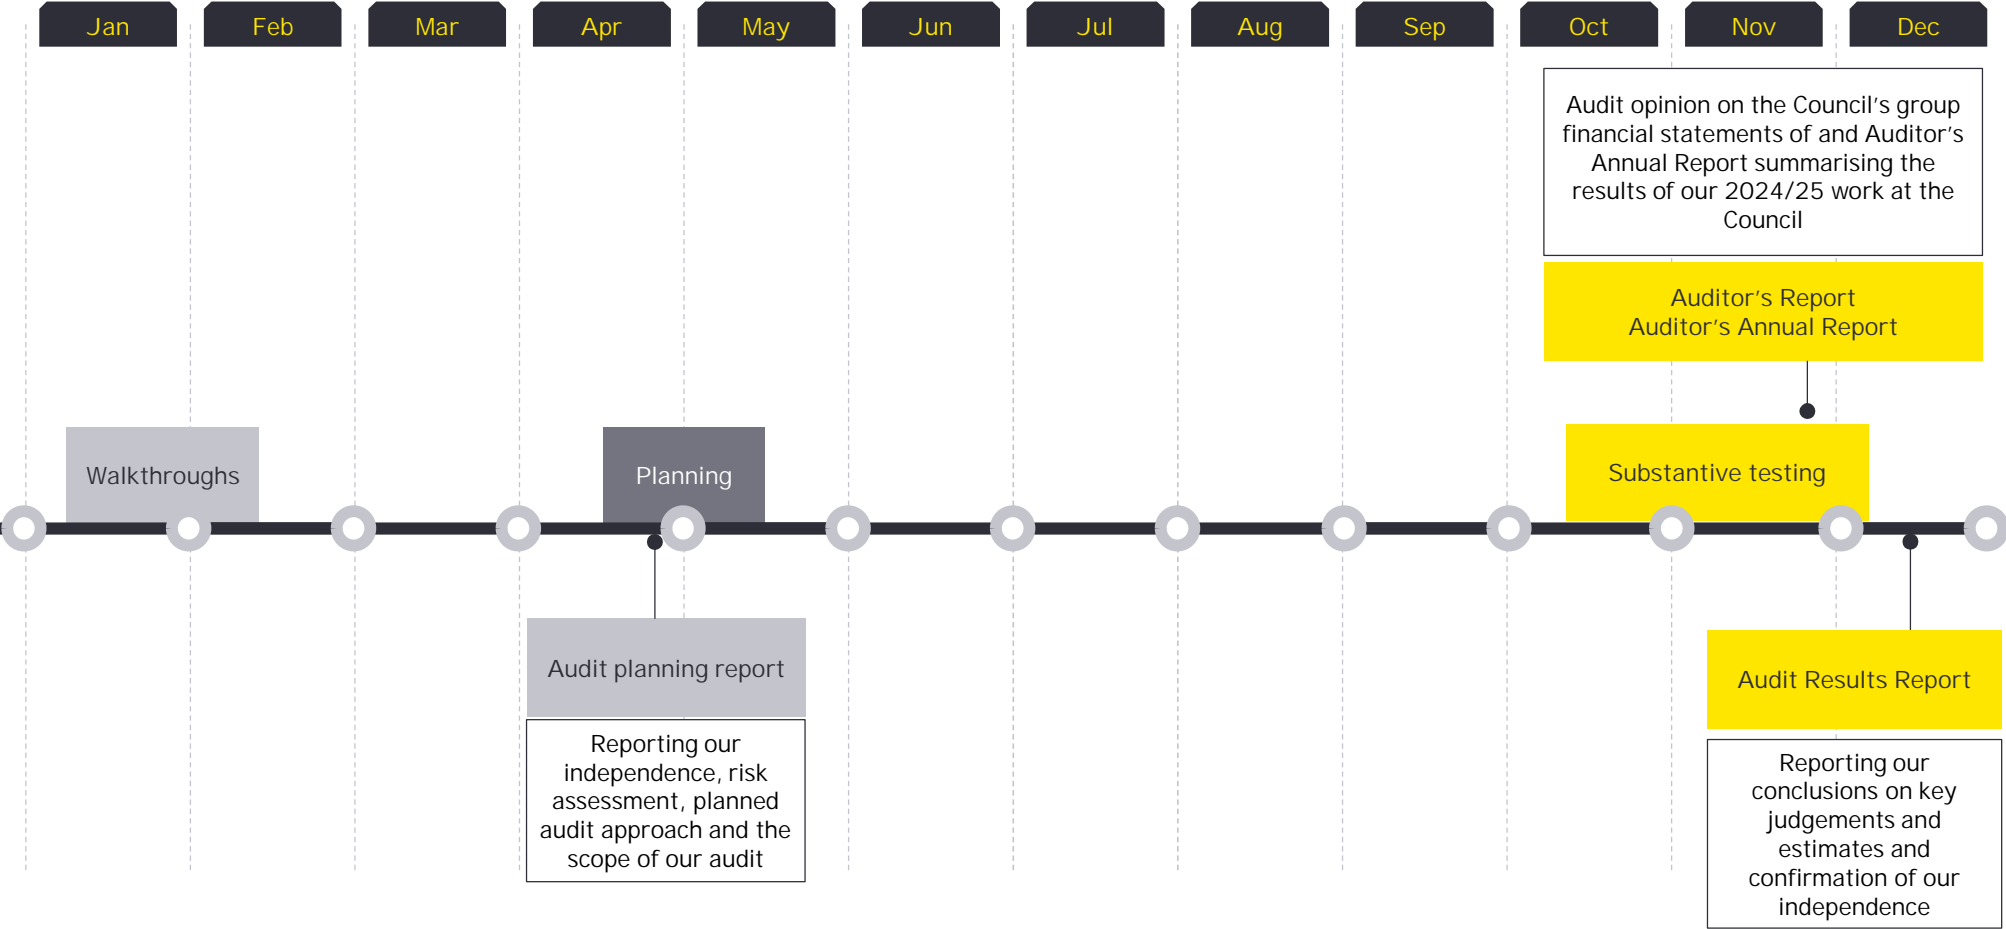 Jan
Feb
Mar
Apr
May
Jun
Jul
Aug
Sep
Oct
Nov
Dec
Audit opinion on the Council’s group
financial statements of and Auditor’s
Annual Report summarising the
results of our 2024/25 work at the
Council
Auditor’s Report
Auditor’s Annual Report
Walkthroughs
Planning
Substantive testing
Audit planning report
Reporting our
independence, risk
assessment, planned
audit approach and the
scope of our audit
Audit Results Report
Reporting our
conclusions on key
judgements and
estimates and
confirmation of our
independence